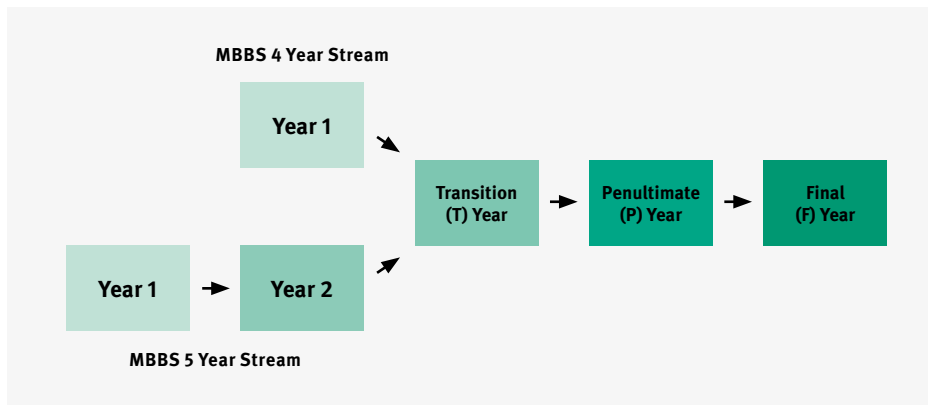 MBBS 4 Year Stream
Year 1
Transition
(T) Year
Penultimate
(P) Year
Final
(F) Year
Year 1
Year 2
MBBS 5 Year Stream